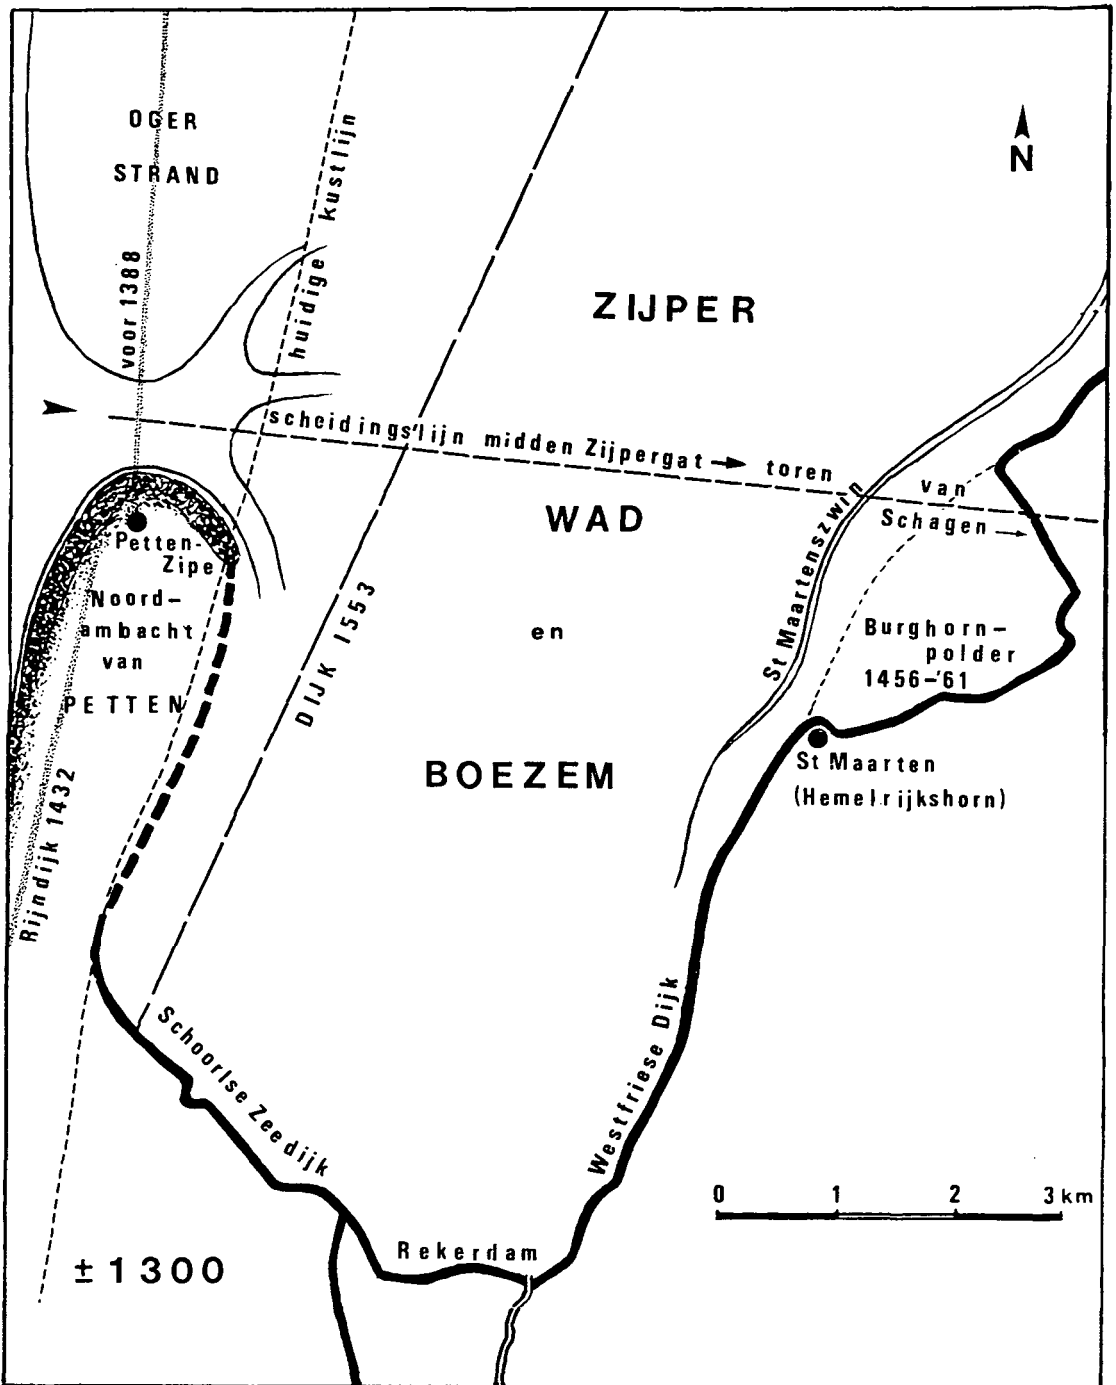 OGER
STRAND
N
huidige kustlijn
voor 1388
ZIJPER
scheidingslijn midden Zijpergat → toren van
Schagen →
WAD
en
BOEZEM
Petten-
Zipe
Noord-
ambacht
van
PETTEN
DIJK 1553
St Maartenszwin
Burghorn-
polder
1456-'61
St Maarten
(Hemelrijkshorn)
Rijndijk 1432
Schoorlse Zeedijk
Westfriese Dijk
0 1 2 3 km
Rekerdam
± 1300